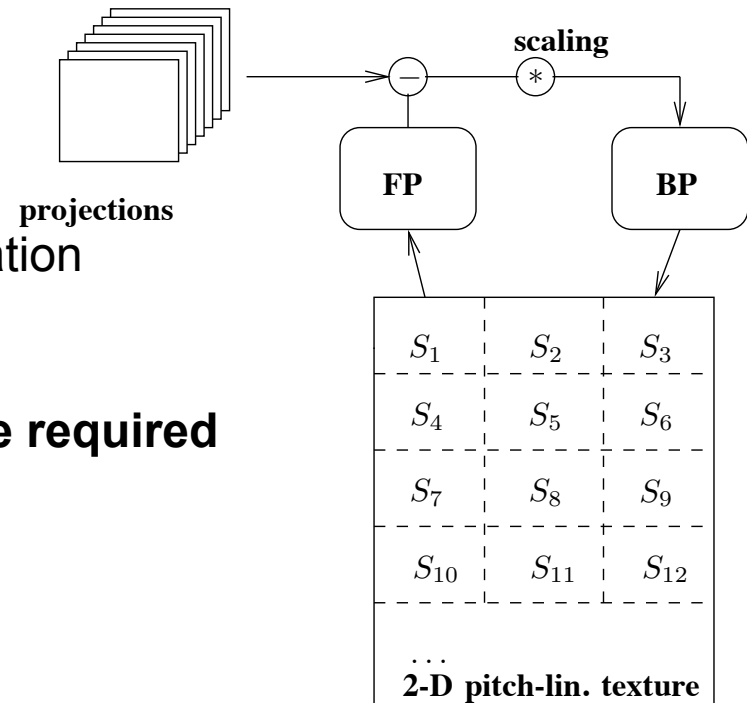 scaling
− *
FP BP
projections
ation
e required
S1 S2 S3
S4 S5 S6
S7 S8 S9
S10 S11 S12
...
2-D pitch-lin. texture